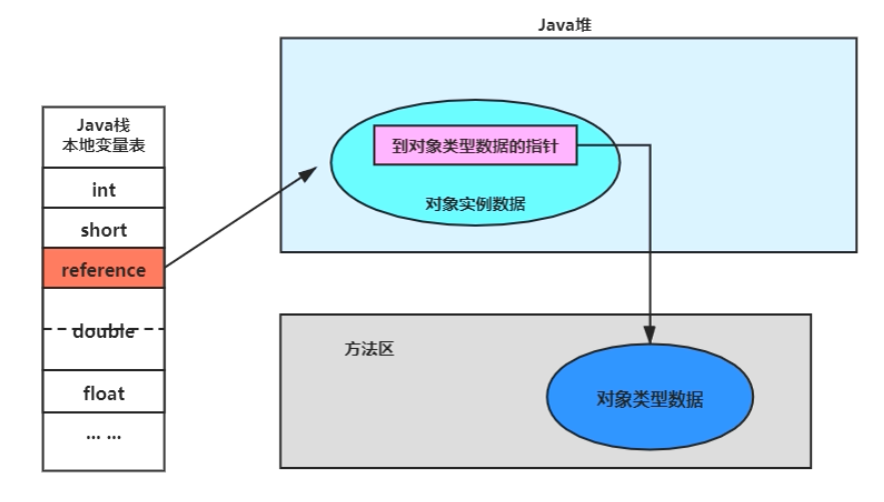 Java堆
Java栈
本地变量表
int
short
reference
double
float
... ...
到对象类型数据的指针
对象实例数据
方法区
对象类型数据